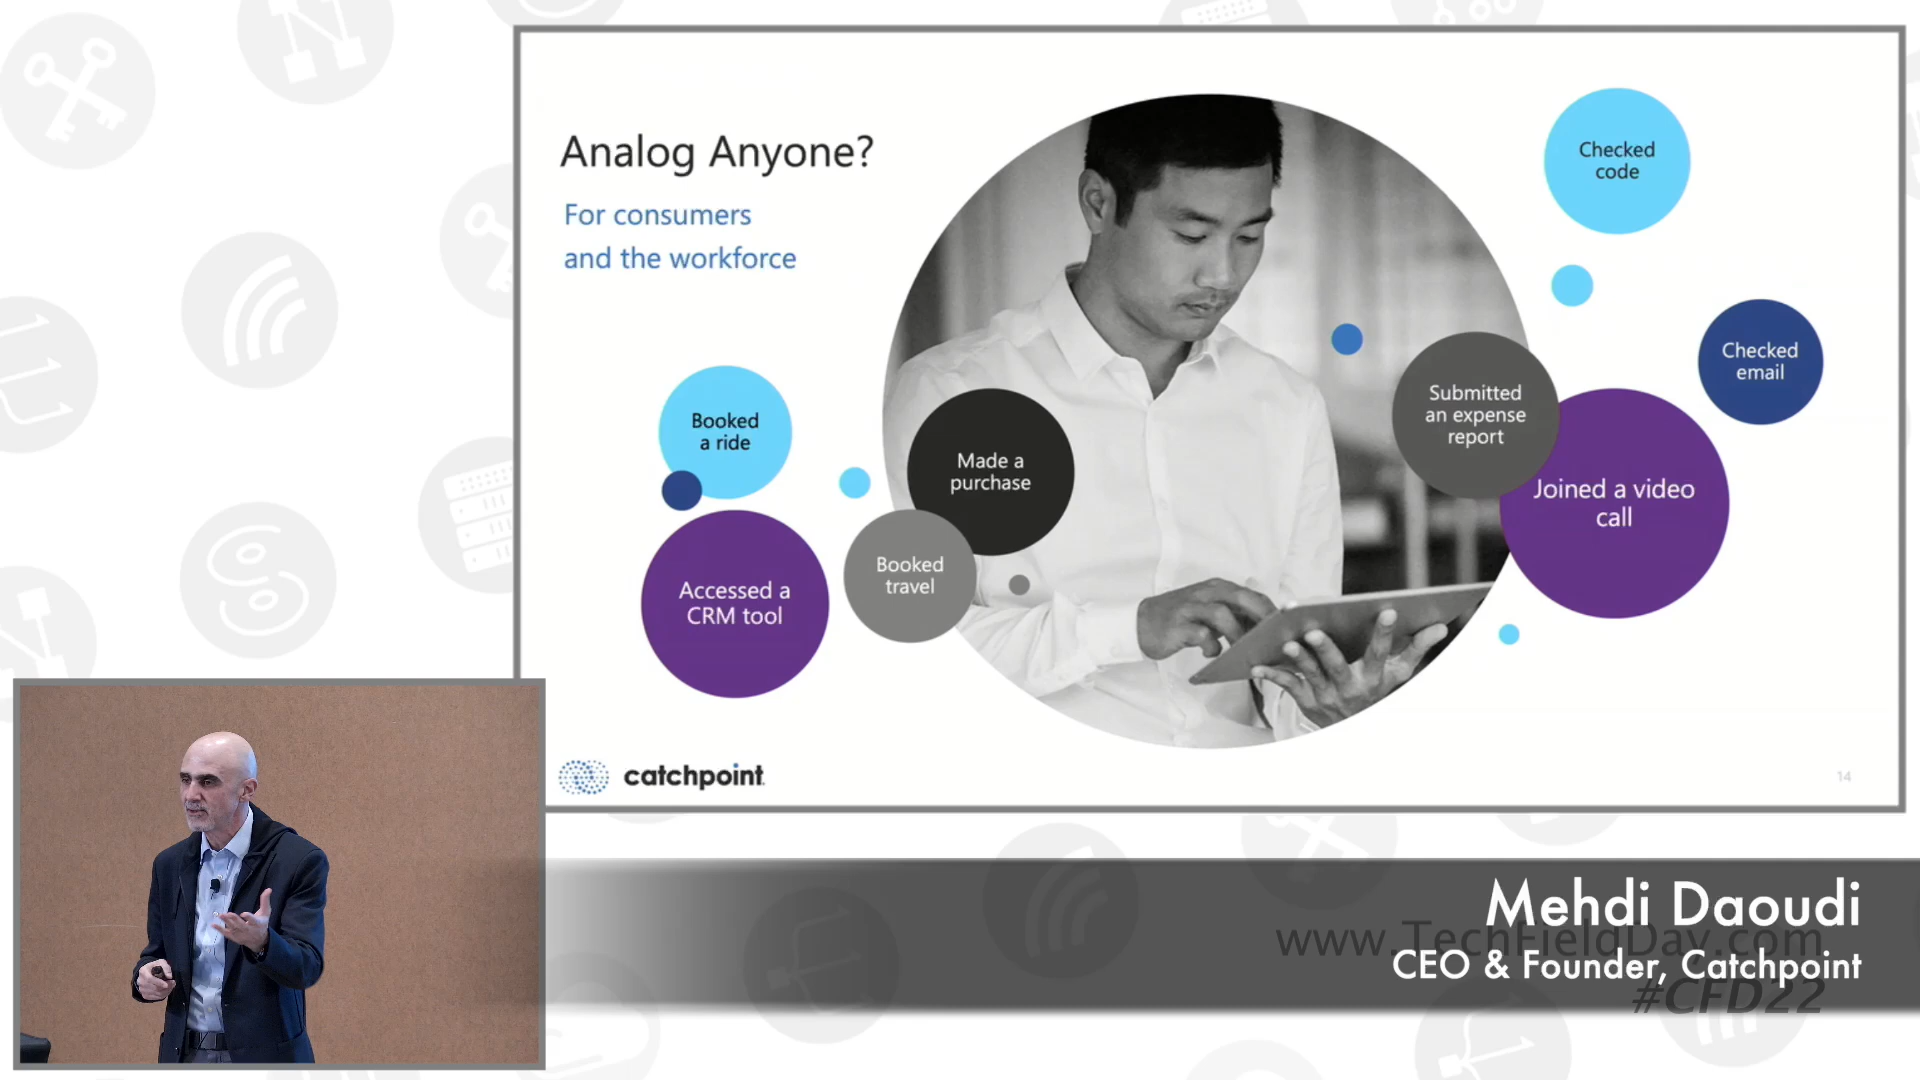 Analog Anyone?
For consumers
and the workforce
Checked
code
Checked
email
Submitted
an expense
report
Joined a video
call
Booked
a ride
Made a
purchase
Booked
travel
Accessed a
CRM tool
catchpoint
14
Mehdi Daoudi
www.TechFieldDay.com
CEO & Founder, Catchpoint
#CFD22